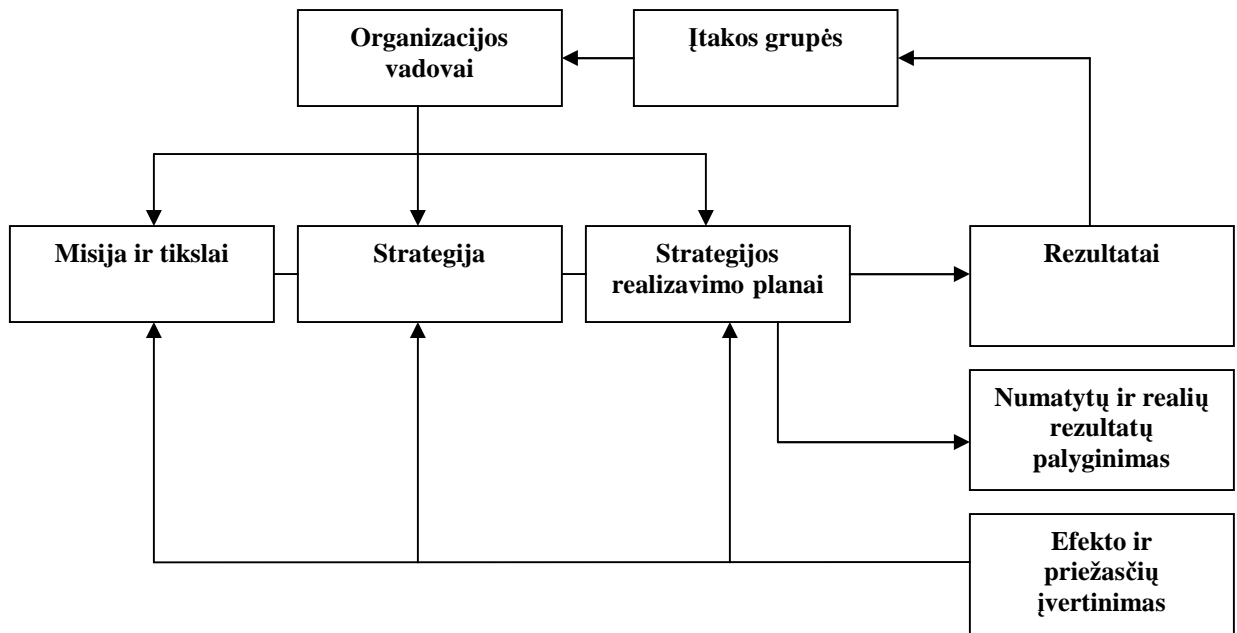 Organizacijos
vadovai
Įtakos grupės
Misija ir tikslai
Strategija
Strategijos
realizavimo planai
Rezultatai
Numatytų ir realių
rezultatų
palyginimas
Efekto ir
priežasčių
įvertinimas